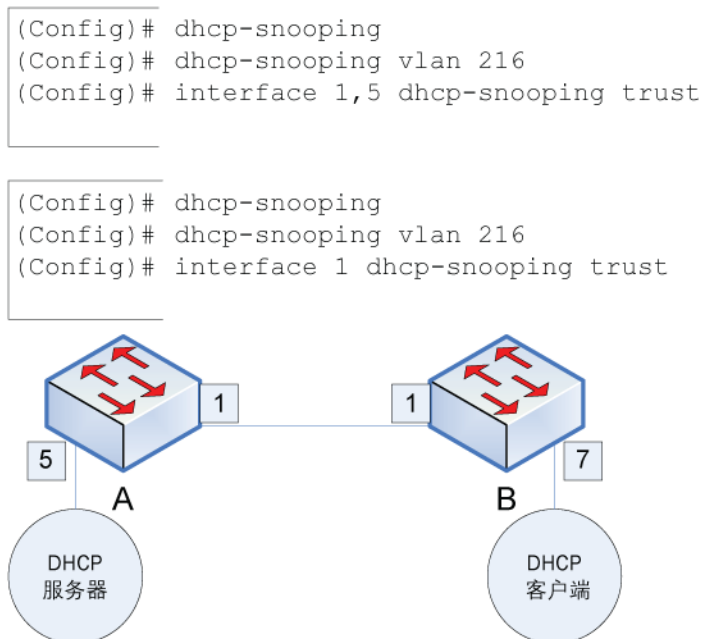 (Config)# dhcp-snooping
(Config)# dhcp-snooping vlan 216
(Config)# interface 1,5 dhcp-snooping trust
(Config)# dhcp-snooping
(Config)# dhcp-snooping vlan 216
(Config)# interface 1 dhcp-snooping trust
1
1
5
7
A
B
DHCP
服务器
DHCP
客户端